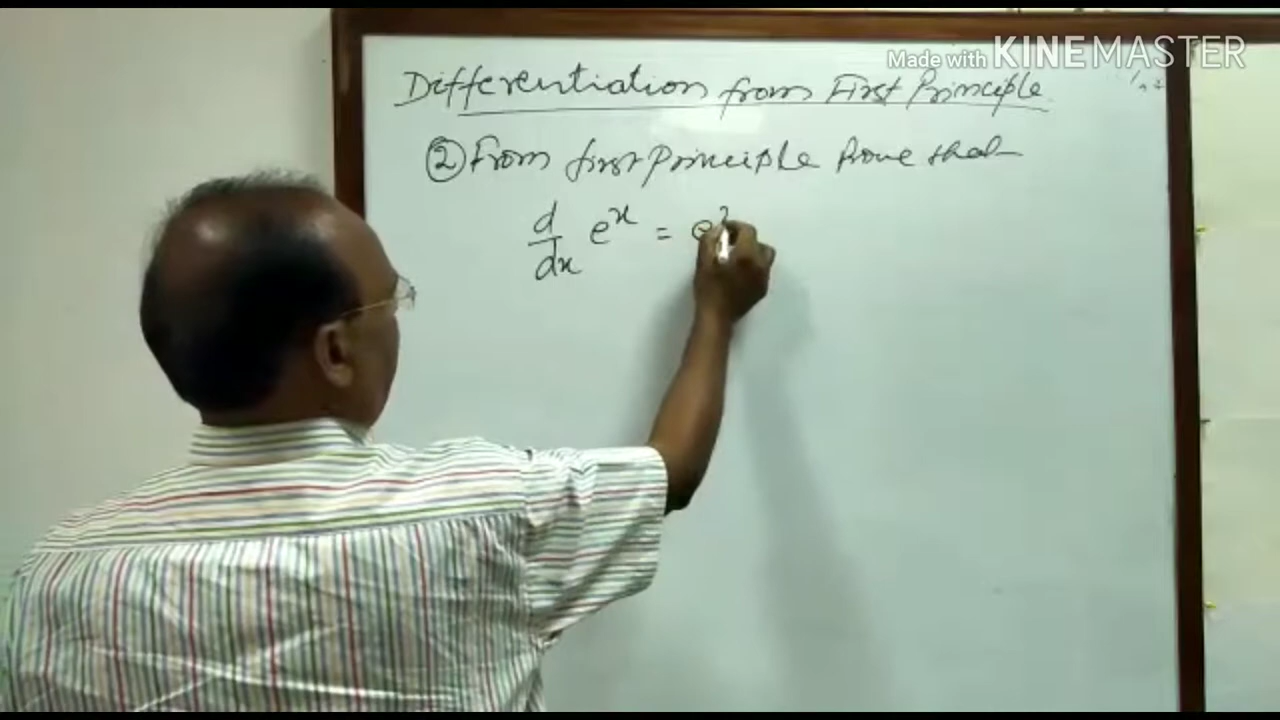 Made with KINEMASTER
Differentiation from First Principle
② From first principle Prove that
d/dx e^x = e^x